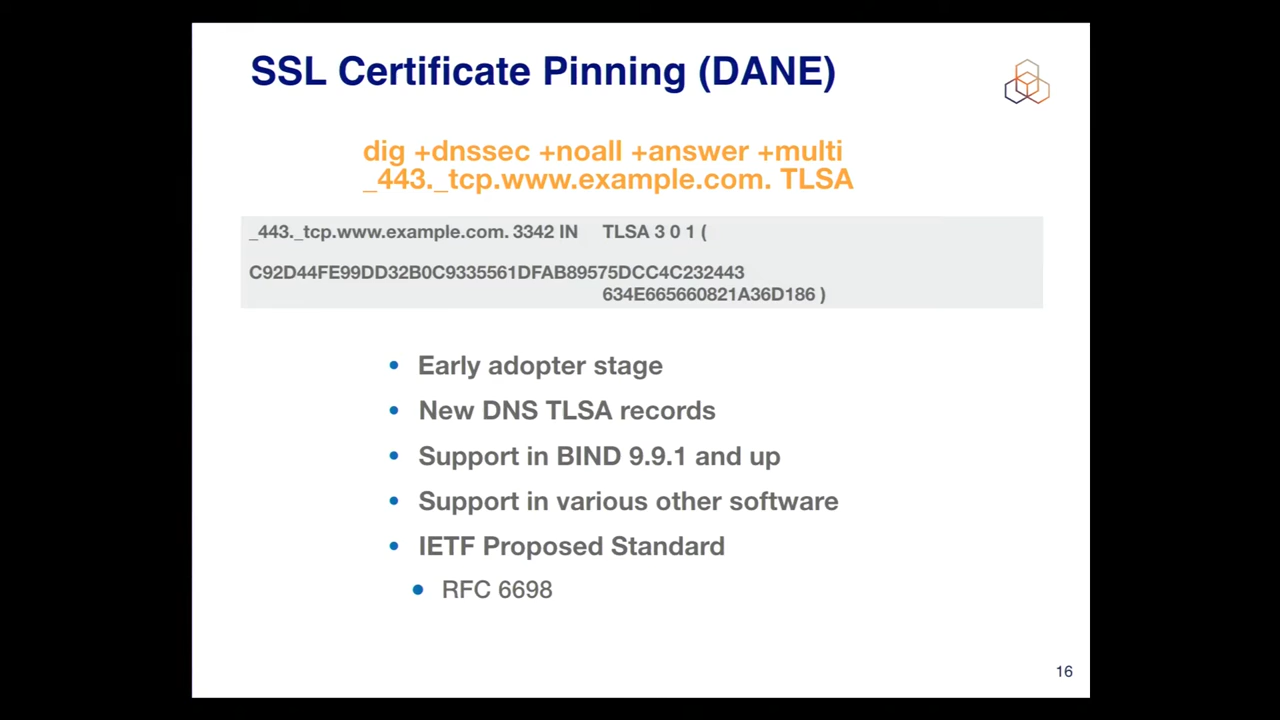 SSL Certificate Pinning (DANE)
dig +dnssec +noall +answer +multi
_443._tcp.www.example.com. TLSA
_443._tcp.www.example.com. 3342 IN TLSA 3 0 1 (
C92D44FE99DD32B0C9335561DFAB89575DCC4C232443
634E665660821A36D186 )
• Early adopter stage
• New DNS TLSA records
• Support in BIND 9.9.1 and up
• Support in various other software
• IETF Proposed Standard
• RFC 6698
16